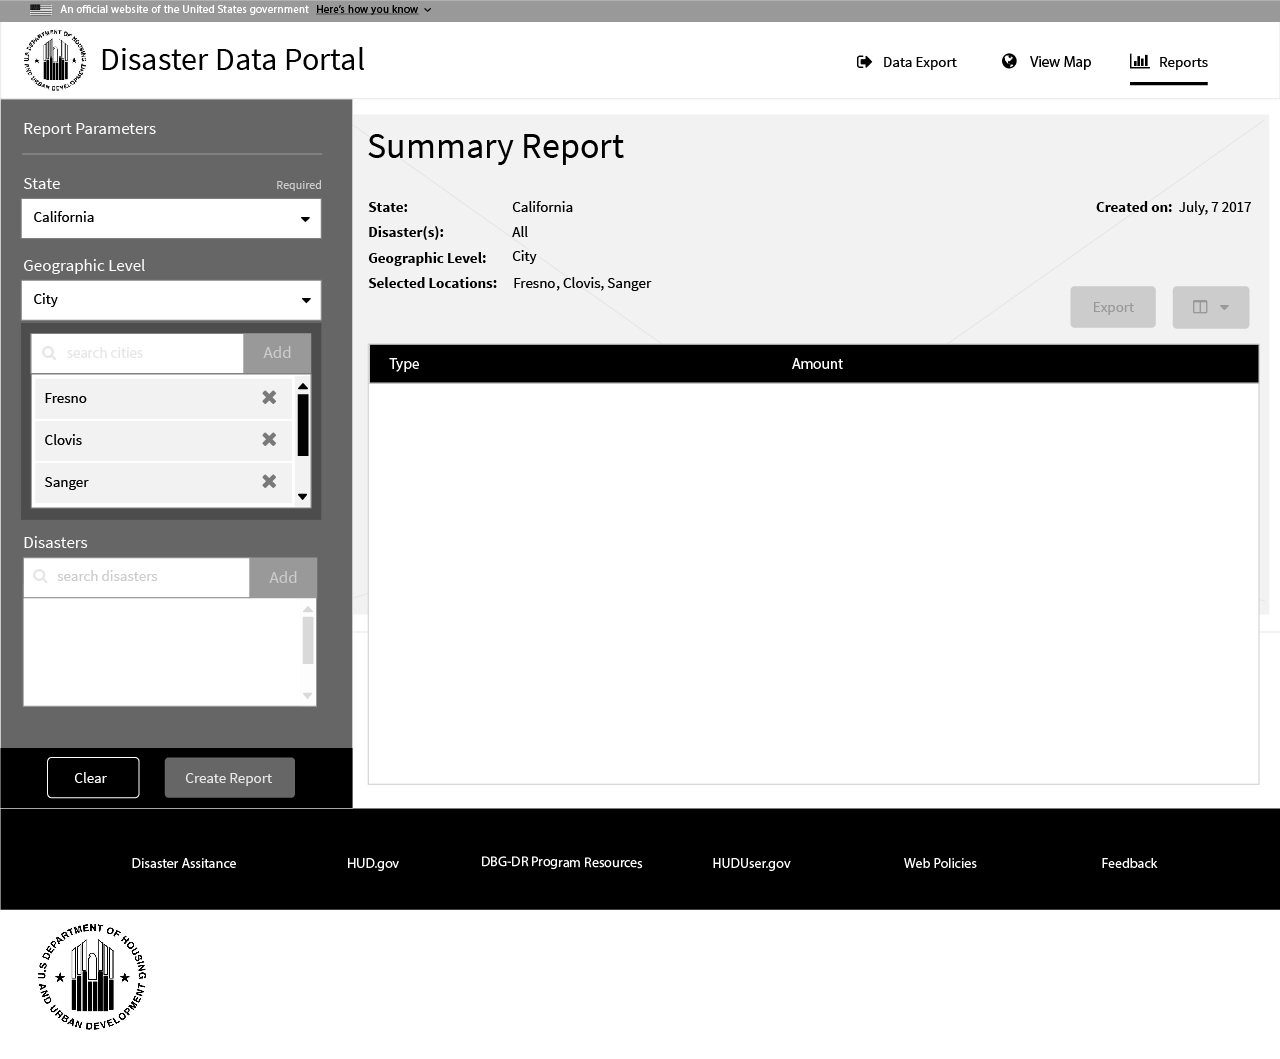 An official website of the United States government Here's how you know
U.S DEPARTMENT OF HOUSING AND URBAN DEVELOPMENT
Disaster Data Portal
Data Export
View Map
Reports
Report Parameters
State
Required
California
Geographic Level
City
search cities
Add
Fresno
Clovis
Sanger
Disasters
search disasters
Add
Clear
Create Report
Summary Report
State: California
Created on: July, 7 2017
Disaster(s): All
Geographic Level: City
Selected Locations: Fresno, Clovis, Sanger
Export
Type
Amount
Disaster Assitance
HUD.gov
DBG-DR Program Resources
HUDUser.gov
Web Policies
Feedback
U.S DEPARTMENT OF HOUSING
AND URBAN DEVELOPMENT